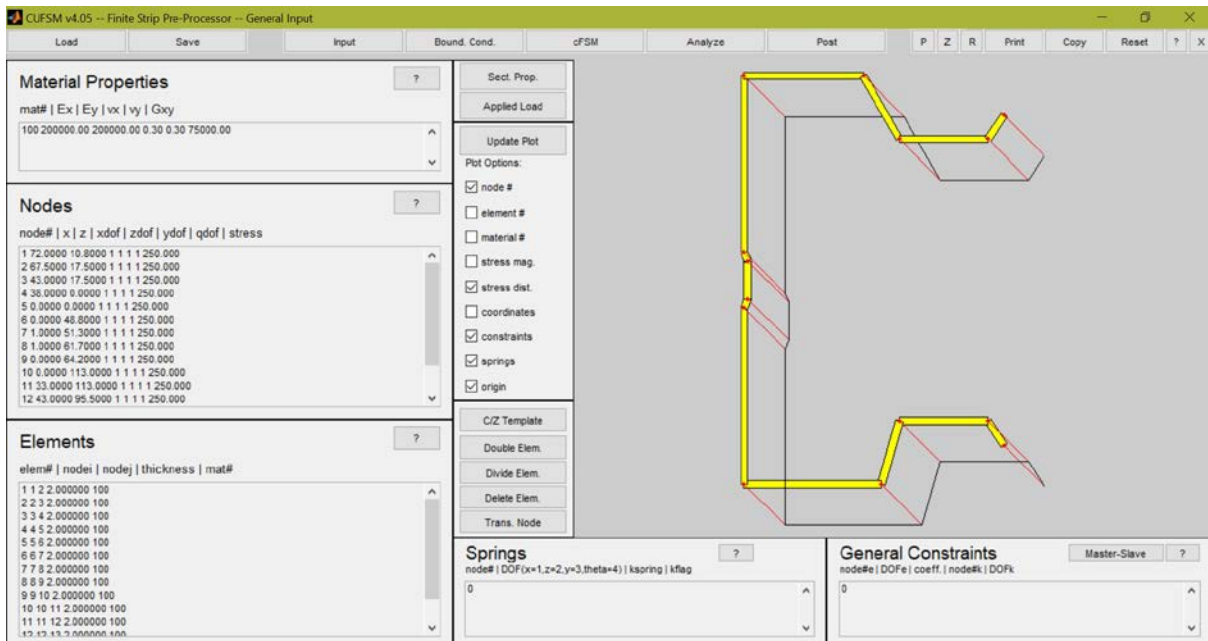 CUFSM v4.05 -- Finite Strip Pre-Processor -- General Input
Load Save Input Bound. Cond. cFSM Analyze Post P Z R Print Copy Reset ? X
Material Properties ?
mat# | Ex | Ey | vx | vy | Gxy
100 200000.00 200000.00 0.30 0.30 75000.00
Nodes ?
node# | x | z | xdof | zdof | ydof | qdof | stress
1 72.0000 10.8000 1 1 1 1 250.000
2 67.5000 17.5000 1 1 1 1 250.000
3 43.0000 17.5000 1 1 1 1 250.000
4 38.0000 0.0000 1 1 1 1 250.000
5 0.0000 0.0000 1 1 1 1 250.000
6 0.0000 48.8000 1 1 1 1 250.000
7 1.0000 51.3000 1 1 1 1 250.000
8 1.0000 61.7000 1 1 1 1 250.000
9 0.0000 64.2000 1 1 1 1 250.000
10 0.0000 113.0000 1 1 1 1 250.000
11 33.0000 113.0000 1 1 1 1 250.000
12 43.0000 95.5000 1 1 1 1 250.000
Elements ?
elem# | nodei | nodej | thickness | mat#
1 1 2 2.000000 100
2 2 3 2.000000 100
3 3 4 2.000000 100
4 4 5 2.000000 100
5 5 6 2.000000 100
6 6 7 2.000000 100
7 7 8 2.000000 100
8 8 9 2.000000 100
9 9 10 2.000000 100
10 10 11 2.000000 100
11 11 12 2.000000 100
12 12 13 2.000000 100
Sect. Prop.
Applied Load
Update Plot
Plot Options:
node #
element #
material #
stress mag.
stress dist.
coordinates
constraints
springs
origin
C/Z Template
Double Elem.
Divide Elem.
Delete Elem.
Trans. Node
Springs ?
node# | DOF(x=1,z=2,y=3,theta=4) | kspring | kflag
0
General Constraints Master-Slave ?
node#e | DOFe | coeff. | node#k | DOFk
0